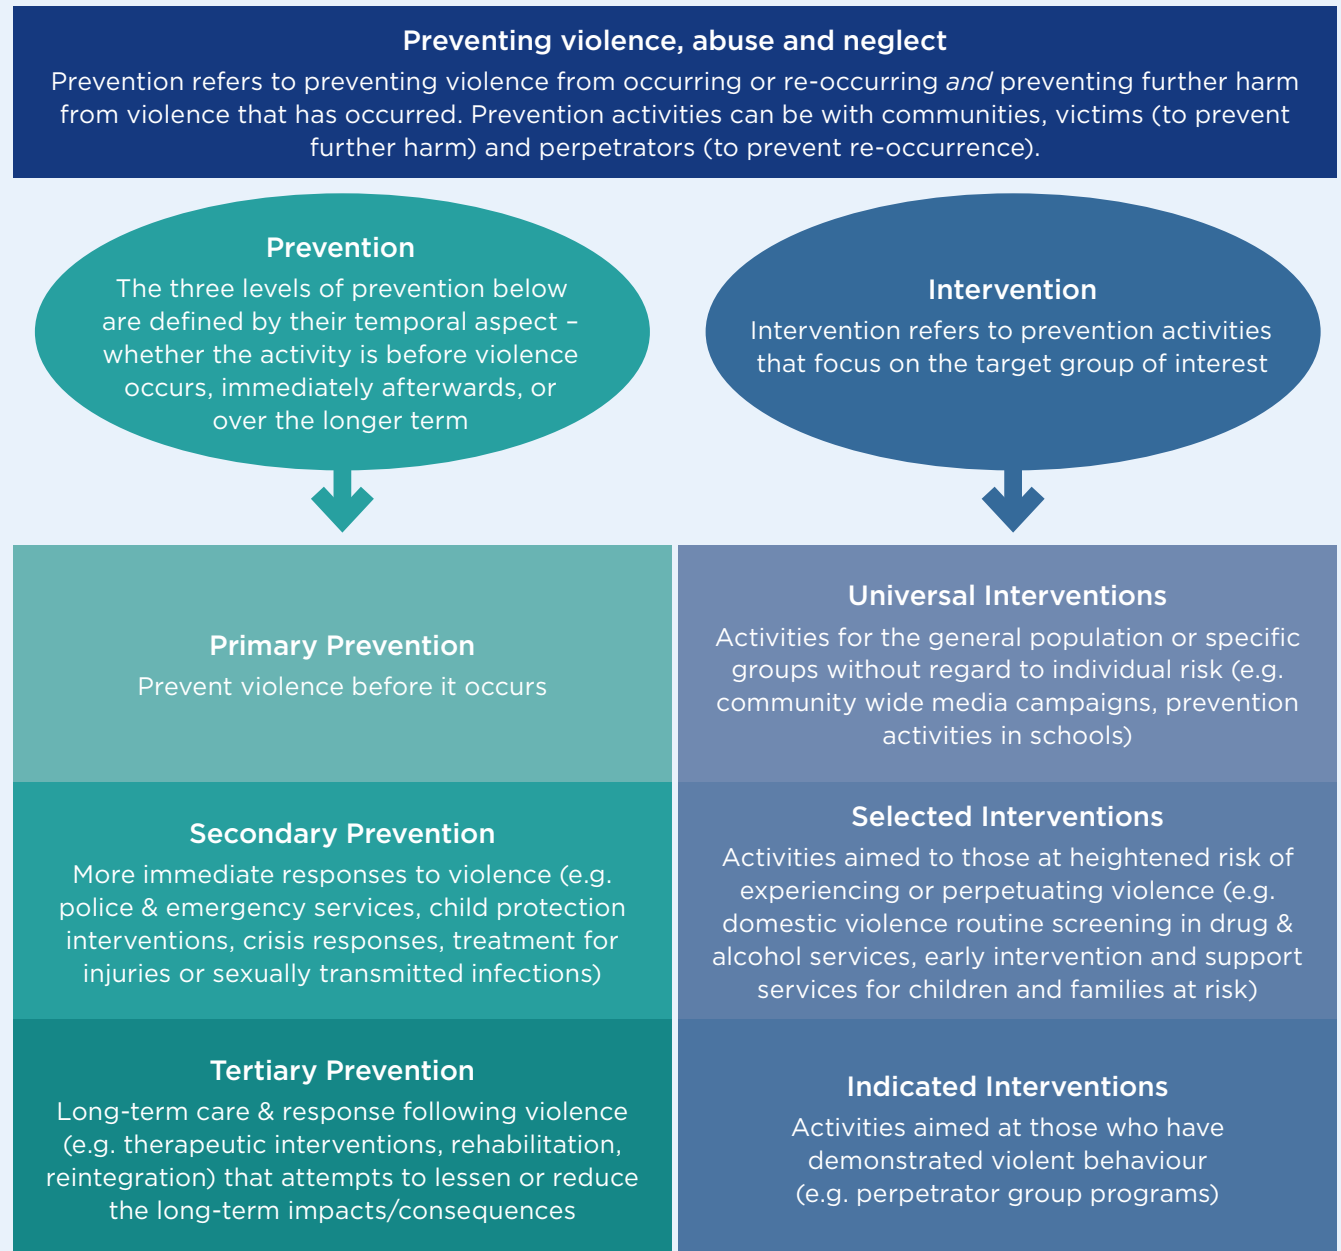 Preventing violence, abuse and neglect
Prevention refers to preventing violence from occurring or re-occurring and preventing further harm
from violence that has occurred. Prevention activities can be with communities, victims (to prevent
further harm) and perpetrators (to prevent re-occurrence).
Prevention
The three levels of prevention below
are defined by their temporal aspect –
whether the activity is before violence
occurs, immediately afterwards, or
over the longer term
Intervention
Intervention refers to prevention activities
that focus on the target group of interest
Primary Prevention
Prevent violence before it occurs
Universal Interventions
Activities for the general population or specific
groups without regard to individual risk (e.g.
community wide media campaigns, prevention
activities in schools)
Secondary Prevention
More immediate responses to violence (e.g.
police & emergency services, child protection
interventions, crisis responses, treatment for
injuries or sexually transmitted infections)
Selected Interventions
Activities aimed to those at heightened risk of
experiencing or perpetuating violence (e.g.
domestic violence routine screening in drug &
alcohol services, early intervention and support
services for children and families at risk)
Tertiary Prevention
Long-term care & response following violence
(e.g. therapeutic interventions, rehabilitation,
reintegration) that attempts to lessen or reduce
the long-term impacts/consequences
Indicated Interventions
Activities aimed at those who have
demonstrated violent behaviour
(e.g. perpetrator group programs)